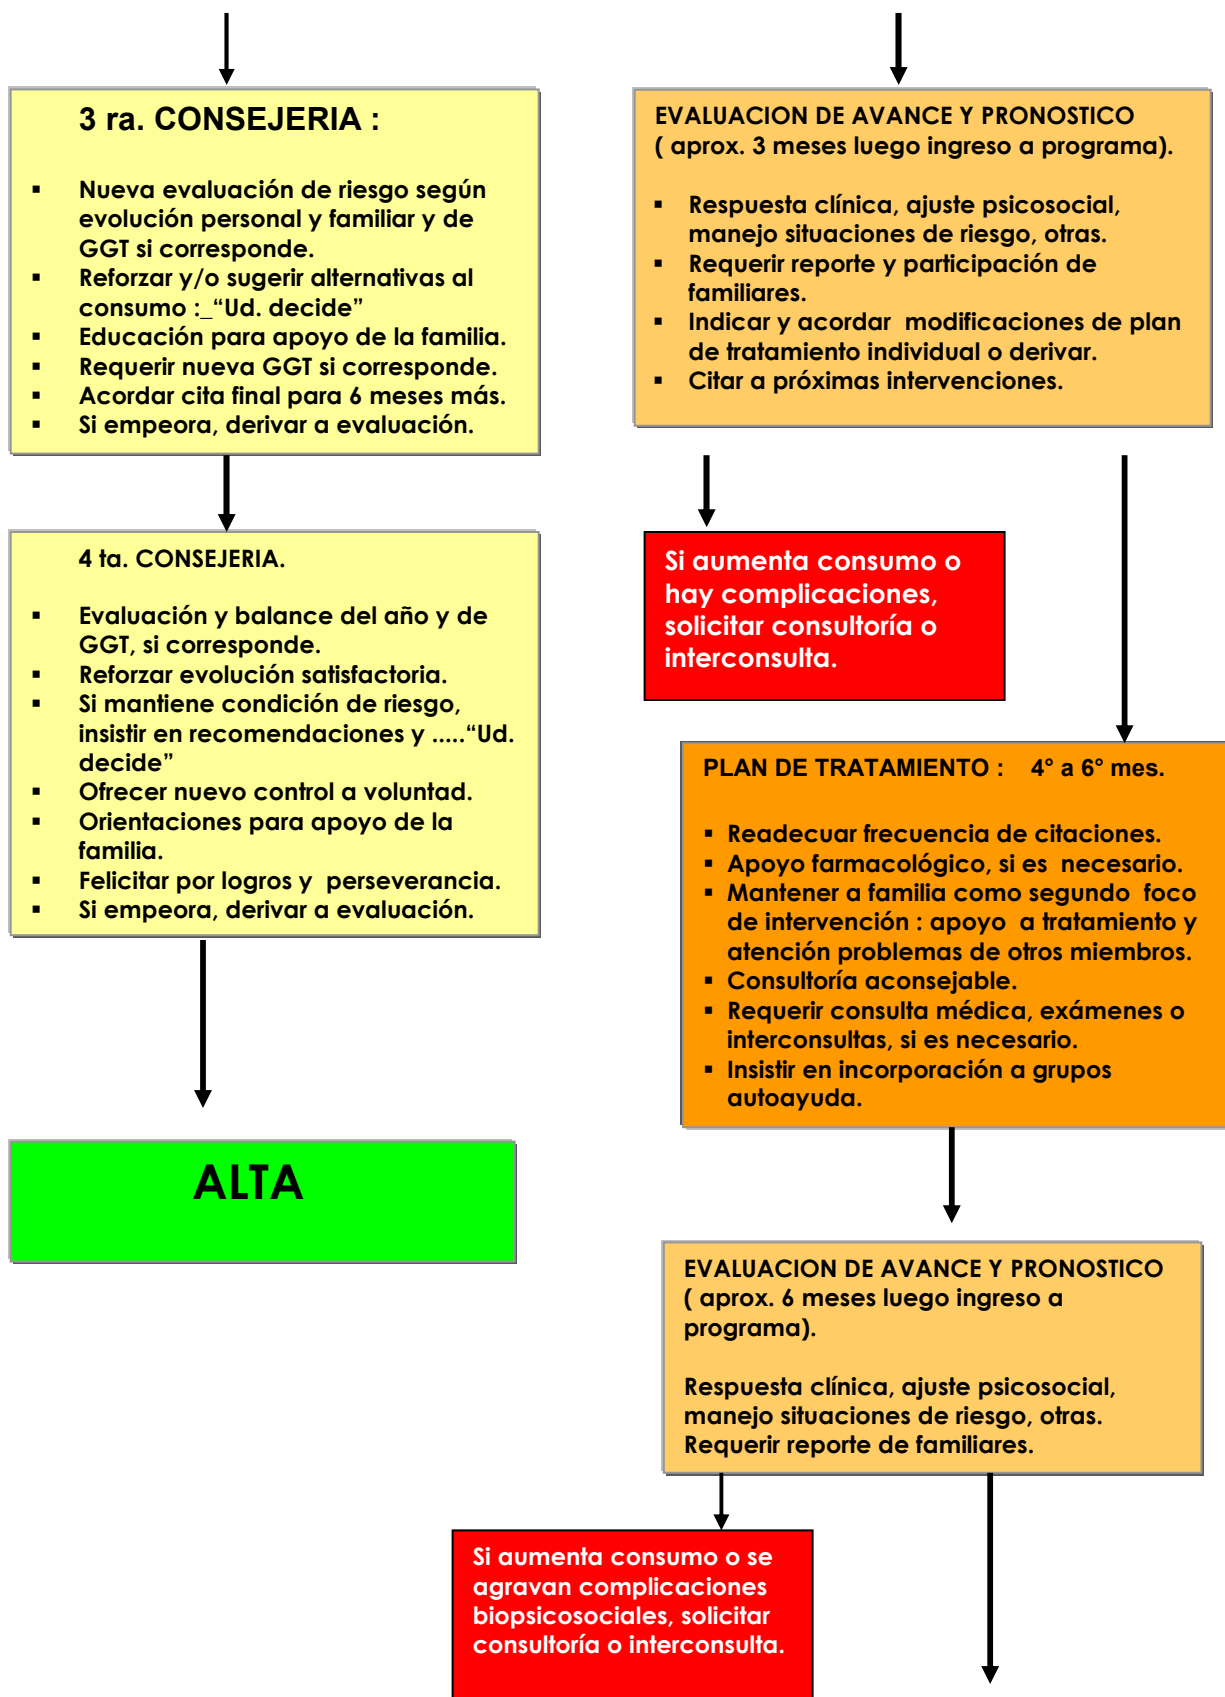 3 ra. CONSEJERIA :
▪ Nueva evaluación de riesgo según
evolución personal y familiar y de
GGT si corresponde.
▪ Reforzar y/o sugerir alternativas al
consumo :_“Ud. decide”
▪ Educación para apoyo de la familia.
▪ Requerir nueva GGT si corresponde.
▪ Acordar cita final para 6 meses más.
▪ Si empeora, derivar a evaluación.
4 ta. CONSEJERIA.
▪ Evaluación y balance del año y de
GGT, si corresponde.
▪ Reforzar evolución satisfactoria.
▪ Si mantiene condición de riesgo,
insistir en recomendaciones y .....“Ud.
decide”
▪ Ofrecer nuevo control a voluntad.
▪ Orientaciones para apoyo de la
familia.
▪ Felicitar por logros y perseverancia.
▪ Si empeora, derivar a evaluación.
ALTA
EVALUACION DE AVANCE Y PRONOSTICO
( aprox. 3 meses luego ingreso a programa).
▪ Respuesta clínica, ajuste psicosocial,
manejo situaciones de riesgo, otras.
▪ Requerir reporte y participación de
familiares.
▪ Indicar y acordar modificaciones de plan
de tratamiento individual o derivar.
▪ Citar a próximas intervenciones.
Si aumenta consumo o
hay complicaciones,
solicitar consultoría o
interconsulta.
PLAN DE TRATAMIENTO : 4° a 6° mes.
▪ Readecuar frecuencia de citaciones.
▪ Apoyo farmacológico, si es necesario.
▪ Mantener a familia como segundo foco
de intervención : apoyo a tratamiento y
atención problemas de otros miembros.
▪ Consultoría aconsejable.
▪ Requerir consulta médica, exámenes o
interconsultas, si es necesario.
▪ Insistir en incorporación a grupos
autoayuda.
EVALUACION DE AVANCE Y PRONOSTICO
( aprox. 6 meses luego ingreso a
programa).
Respuesta clínica, ajuste psicosocial,
manejo situaciones de riesgo, otras.
Requerir reporte de familiares.
Si aumenta consumo o se
agravan complicaciones
biopsicosociales, solicitar
consultoría o interconsulta.